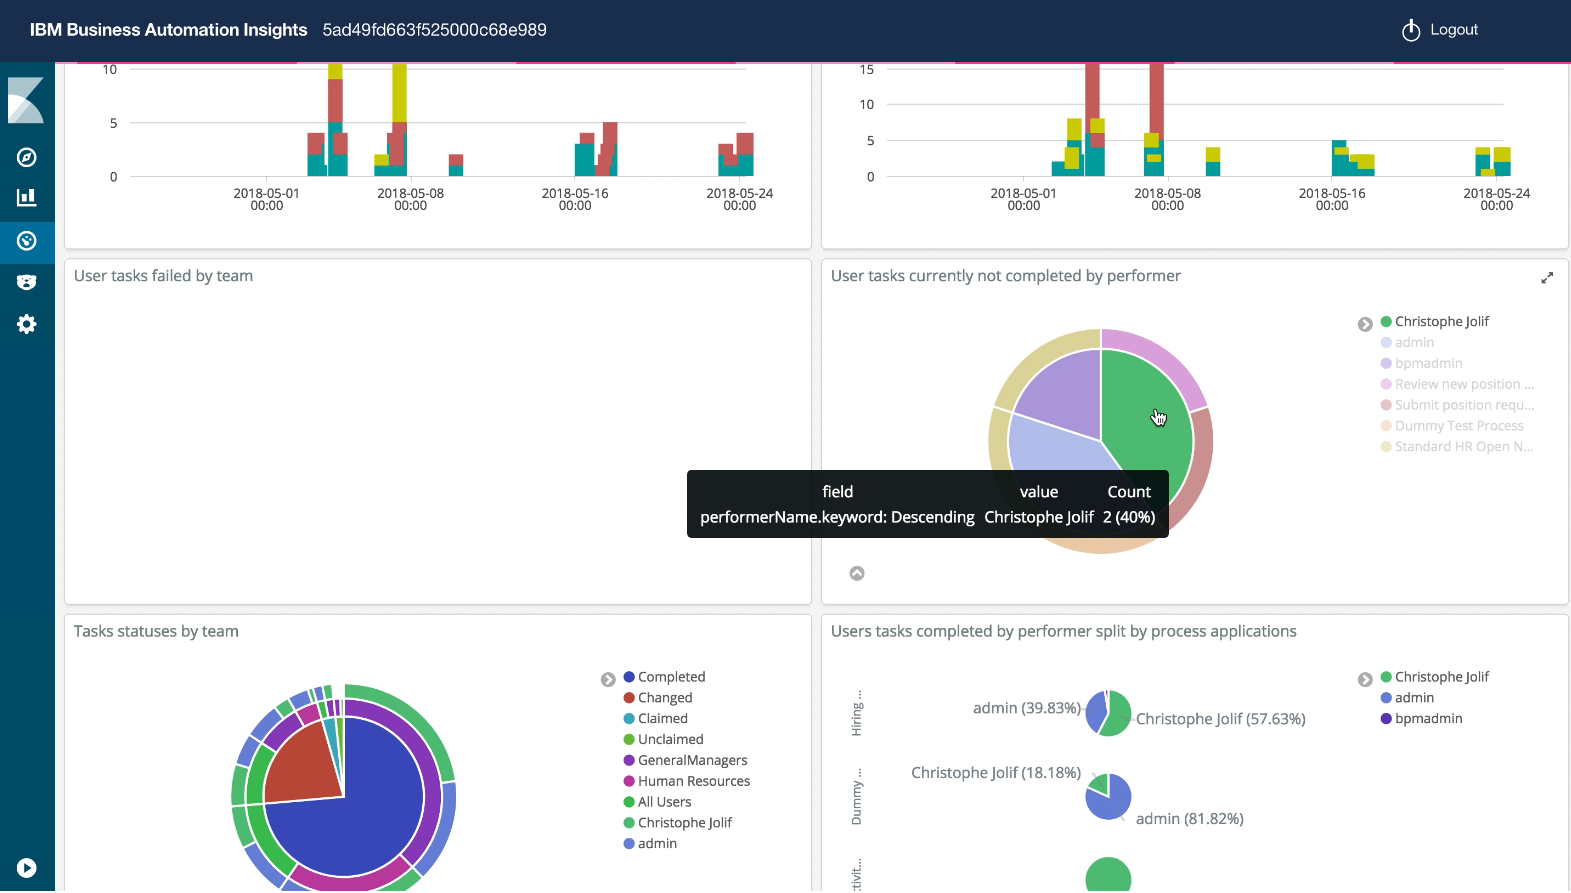 IBM Business Automation Insights 5ad49fd663f525000c68e989
Logout
10
5
0
2018-05-01 00:00
2018-05-08 00:00
2018-05-16 00:00
2018-05-24 00:00
15
10
5
0
2018-05-01 00:00
2018-05-08 00:00
2018-05-16 00:00
2018-05-24 00:00
User tasks failed by team
User tasks currently not completed by performer
Christophe Jolif
admin
bpmadmin
Review new position ...
Submit position requ...
Dummy Test Process
Standard HR Open N...
field value Count
performerName.keyword: Descending Christophe Jolif 2 (40%)
Tasks statuses by team
Completed
Changed
Claimed
Unclaimed
GeneralManagers
Human Resources
All Users
Christophe Jolif
admin
Users tasks completed by performer split by process applications
Hiring ...
admin (39.83%)
Christophe Jolif (57.63%)
Dummy ...
Christophe Jolif (18.18%)
admin (81.82%)
Christophe Jolif
admin
bpmadmin